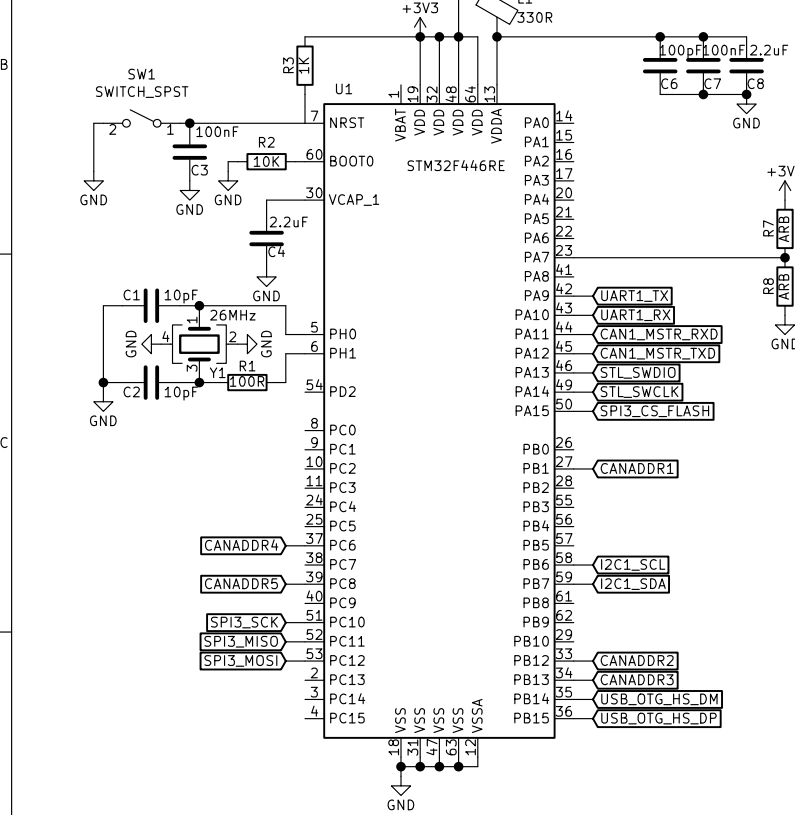 B
C
+3V3
L1
330R
R3
1K
SW1
SWITCH_SPST
2
1
100nF
C3
GND
GND
GND
R2
10K
2.2uF
C4
GND
C1
10pF
26MHz
1
4
2
3
GND
GND
Y1
C2
10pF
R1
100R
GND
U1
STM32F446RE
100pF
100nF
2.2uF
C6
C7
C8
GND
+3V
R7
ARB
R8
ARB
GND
1 VBAT
19 VDD
32 VDD
48 VDD
64 VDD
13 VDDA
7 NRST
60 BOOT0
30 VCAP_1
5 PH0
6 PH1
54 PD2
8 PC0
9 PC1
10 PC2
11 PC3
24 PC4
25 PC5
CANADDR4 37 PC6
38 PC7
CANADDR5 39 PC8
40 PC9
SPI3_SCK 51 PC10
SPI3_MISO 52 PC11
SPI3_MOSI 53 PC12
2 PC13
3 PC14
4 PC15
PA0 14
PA1 15
PA2 16
PA3 17
PA4 20
PA5 21
PA6 22
PA7 23
PA8 41
PA9 42 UART1_TX
PA10 43 UART1_RX
PA11 44 CAN1_MSTR_RXD
PA12 45 CAN1_MSTR_TXD
PA13 46 STL_SWDIO
PA14 49 STL_SWCLK
PA15 50 SPI3_CS_FLASH
PB0 26
PB1 27 CANADDR1
PB2 28
PB3 55
PB4 56
PB5 57
PB6 58 I2C1_SCL
PB7 59 I2C1_SDA
PB8 61
PB9 62
PB10 29
PB12 33 CANADDR2
PB13 34 CANADDR3
PB14 35 USB_OTG_HS_DM
PB15 36 USB_OTG_HS_DP
VSS 18
VSS 31
VSS 47
VSS 63
VSSA 12
GND